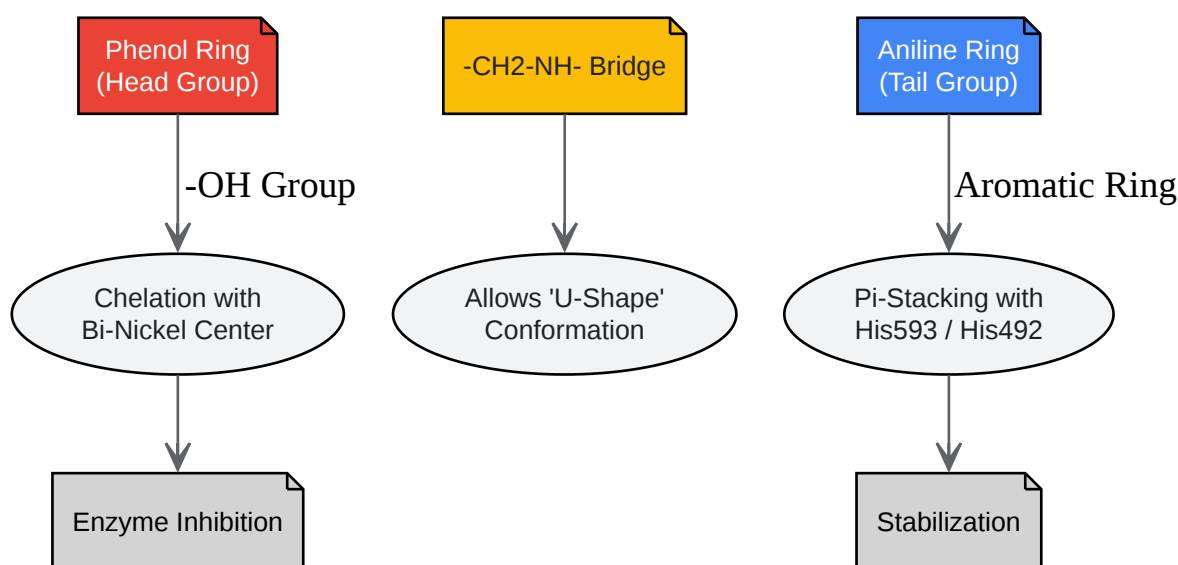 Phenol Ring
(Head Group)
-CH2-NH- Bridge
Aniline Ring
(Tail Group)
-OH Group
Aromatic Ring
Chelation with
Bi-Nickel Center
Allows 'U-Shape'
Conformation
Pi-Stacking with
His593 / His492
Enzyme Inhibition
Stabilization